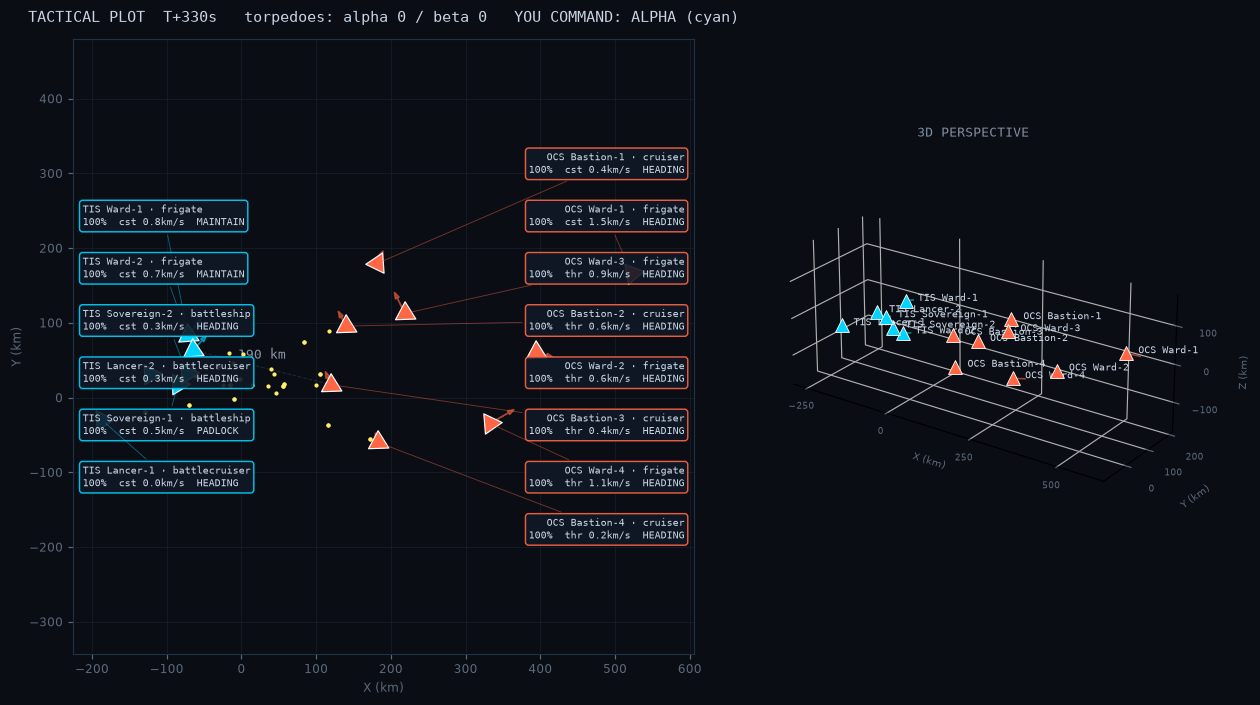 TACTICAL PLOT  T+330s   torpedoes: alpha 0 / beta 0   YOU COMMAND: ALPHA (cyan)
Y (km)
400
300
200
100
0
−100
−200
−300
−200
−100
0
100
200
300
400
500
600
X (km)
TIS Ward-1 · frigate
100%  cst 0.8km/s  MAINTAIN
TIS Ward-2 · frigate
100%  cst 0.7km/s  MAINTAIN
TIS Sovereign-2 · battleship
100%  cst 0.3km/s  HEADING
TIS Lancer-2 · battlecruiser
100%  cst 0.3km/s  HEADING
TIS Sovereign-1 · battleship
100%  cst 0.5km/s  PADLOCK
TIS Lancer-1 · battlecruiser
100%  cst 0.0km/s  HEADING
190 km
OCS Bastion-1 · cruiser
100%  cst 0.4km/s  HEADING
OCS Ward-1 · frigate
100%  cst 1.5km/s  HEADING
OCS Ward-3 · frigate
100%  thr 0.9km/s  HEADING
OCS Bastion-2 · cruiser
100%  thr 0.6km/s  HEADING
OCS Ward-2 · frigate
100%  thr 0.6km/s  HEADING
OCS Bastion-3 · cruiser
100%  thr 0.4km/s  HEADING
OCS Ward-4 · frigate
100%  thr 1.1km/s  HEADING
OCS Bastion-4 · cruiser
100%  thr 0.2km/s  HEADING
3D PERSPECTIVE
TIS Ward-1
TIS
Sovereign-1
OCS Bastion-1
OCS Ward-3
OCS Bastion-2
OCS Ward-1
OCS Bastion-4
OCS Ward-2
−250
0
250
500
X (km)
0
100
200
Y (km)
100
0
−100
Z (km)